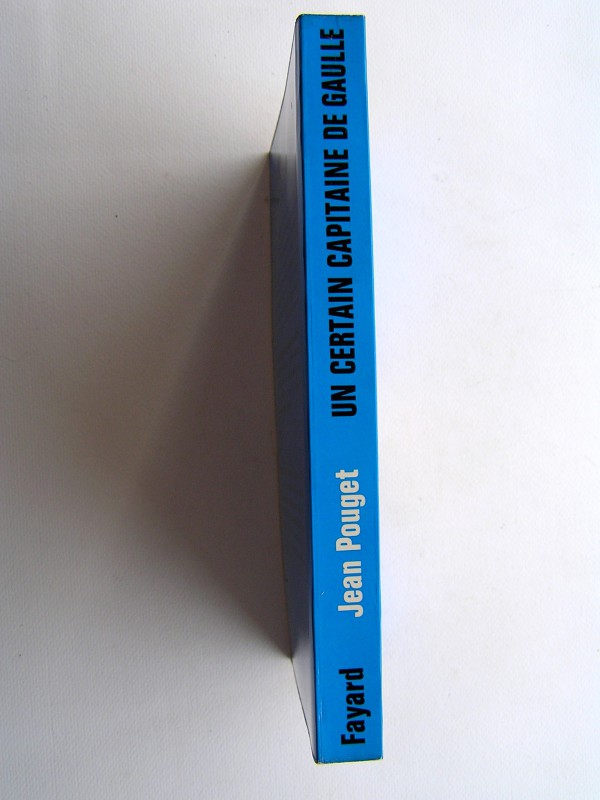 Fayard
Jean Pouget
UN CERTAIN CAPITAINE DE GAULLE